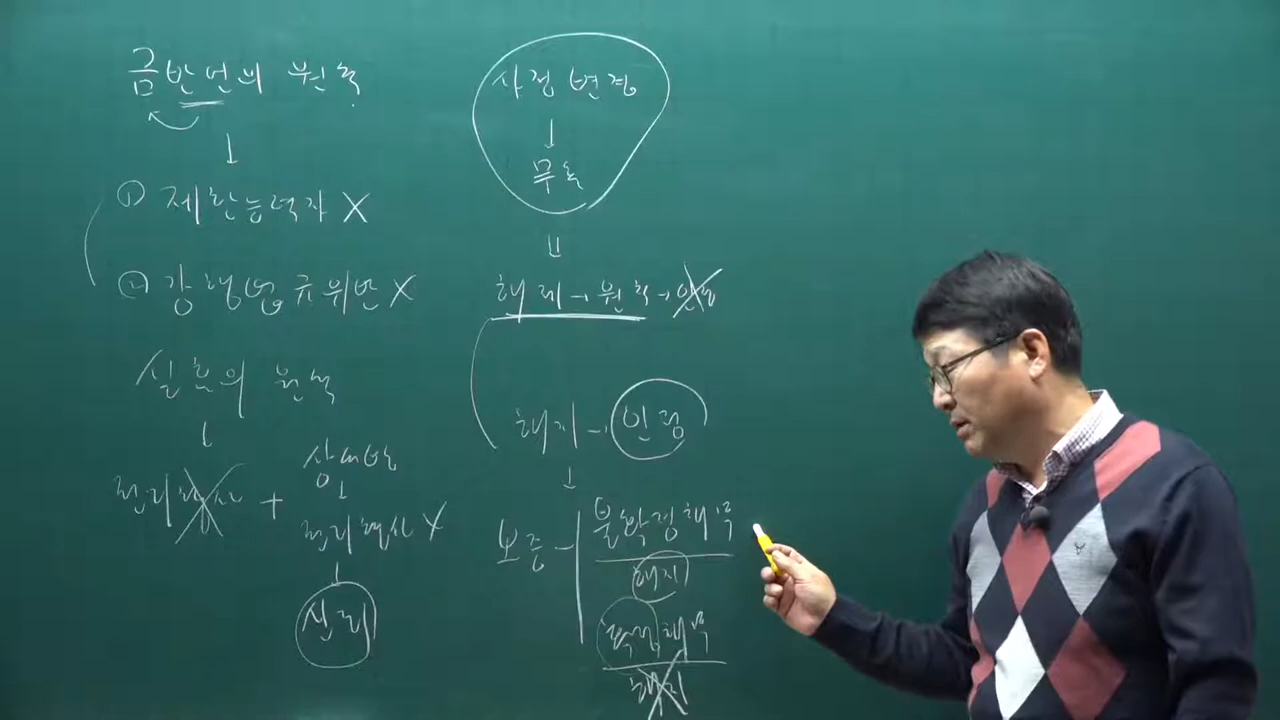 금반언의 원칙
↓
① 제한능력자 X
② 강행법규위반 X
실효의 원칙
↓
권리행사 +
상대방
↓
권리행사 X
↓
신뢰
사정변경
↓
무죽
⇓
해제→원칙→인정
해지→인정
↓
보증 - 불확정채무
해지
확정채무
해지